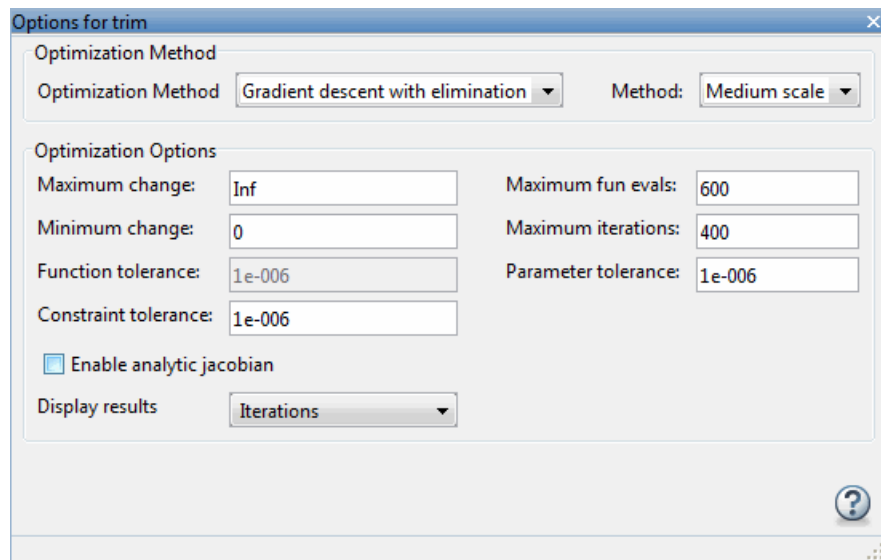 Options for trim
Optimization Method
Optimization Method Gradient descent with elimination Method: Medium scale
Optimization Options
Maximum change: Inf Maximum fun evals: 600
Minimum change: 0 Maximum iterations: 400
Function tolerance: 1e-006 Parameter tolerance: 1e-006
Constraint tolerance: 1e-006
Enable analytic jacobian
Display results Iterations
?